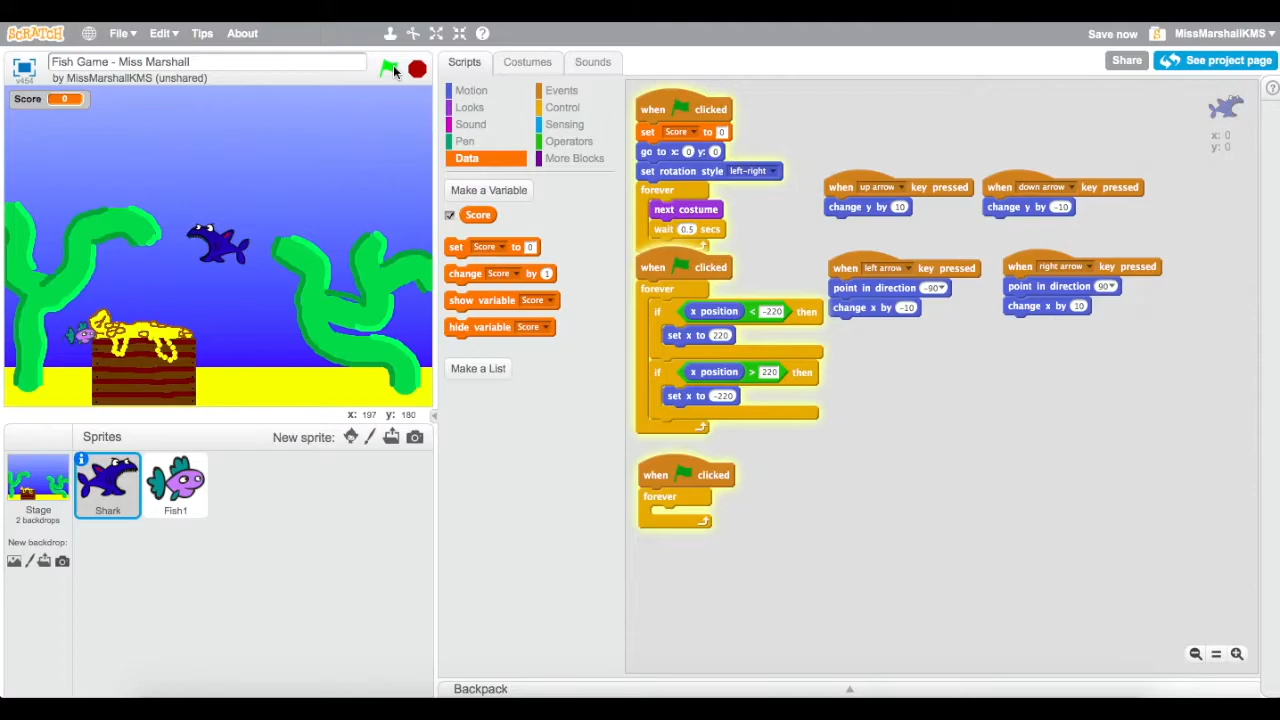 SCRATCH File Edit Tips About Save now MissMarshallKMS
Fish Game - Miss Marshall
by MissMarshallKMS (unshared)
v454
Scripts Costumes Sounds
Share See project page
Score 0
Motion Events
Looks Control
Sound Sensing
Pen Operators
Data More Blocks
Make a Variable
Score
set Score to 0
change Score by 1
show variable Score
hide variable Score
Make a List
when clicked
set Score to 0
go to x: 0 y: 0
set rotation style left-right
forever
next costume
wait 0.5 secs
when clicked
forever
if x position < -220 then
set x to 220
if x position > 220 then
set x to -220
when clicked
forever
when up arrow key pressed
change y by 10
when down arrow key pressed
change y by -10
when left arrow key pressed
point in direction -90
change x by -10
when right arrow key pressed
point in direction 90
change x by 10
x: 0
y: 0
x: 197 y: 180
Sprites New sprite:
Stage
2 backdrops
New backdrop:
Shark
Fish1
Backpack